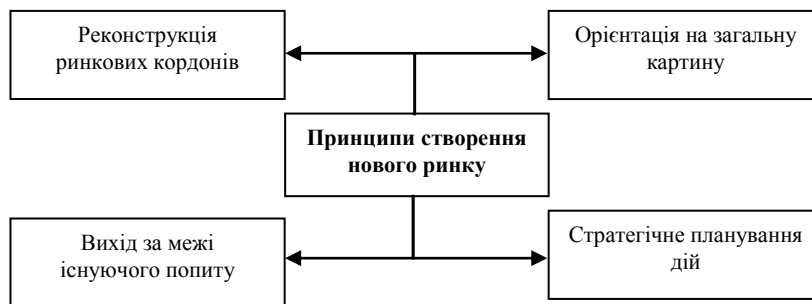 Реконструкція
ринкових кордонів
Орієнтація на загальну
картину
Принципи створення
нового ринку
Вихід за межі
існуючого попиту
Стратегічне планування
дій